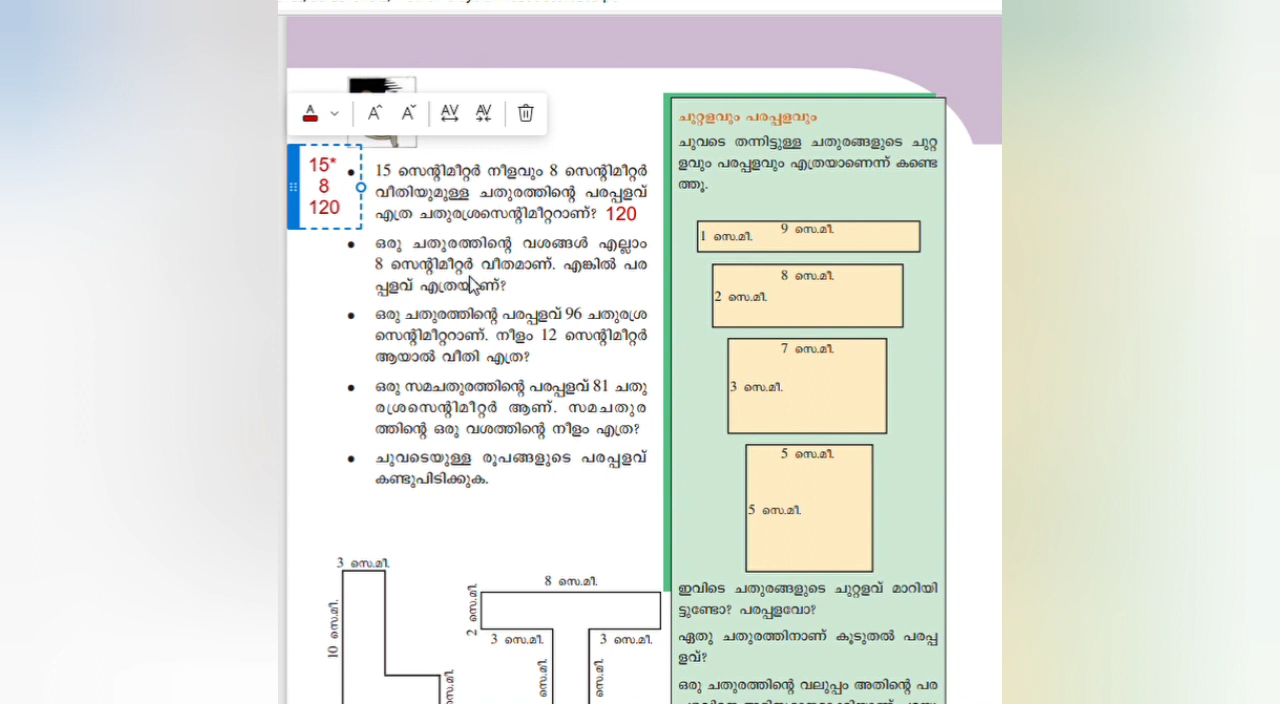 15*
8
120
15 സെന്റിമീറ്റർ നീളവും 8 സെന്റിമീറ്റർ
വീതിയുമുള്ള ചതുരത്തിന്റെ പരപ്പളവ്
എത്ര ചതുരശ്രസെന്റിമീറ്ററാണ്? 120
ഒരു ചതുരത്തിന്റെ വശങ്ങൾ എല്ലാം
8 സെന്റിമീറ്റർ വീതമാണ്. എങ്കിൽ പര
പ്പളവ് എത്രയാണ്?
ഒരു ചതുരത്തിന്റെ പരപ്പളവ് 96 ചതുരശ്ര
സെന്റിമീറ്ററാണ്. നീളം 12 സെന്റിമീറ്റർ
ആയാൽ വീതി എത്ര?
ഒരു സമചതുരത്തിന്റെ പരപ്പളവ് 81 ചതു
രശ്രസെന്റിമീറ്റർ ആണ്. സമചതുര
ത്തിന്റെ ഒരു വശത്തിന്റെ നീളം എത്ര?
ചുവടെയുള്ള രൂപങ്ങളുടെ പരപ്പളവ്
കണ്ടുപിടിക്കുക.
3 സെ.മീ.
10 സെ.മീ.
സെ.മീ.
8 സെ.മീ.
2 സെ.മീ.
3 സെ.മീ.
3 സെ.മീ.
സെ.മീ.
സെ.മീ.
ചുറ്റളവും പരപ്പളവും
ചുവടെ തന്നിട്ടുള്ള ചതുരങ്ങളുടെ ചുറ്റ
ളവും പരപ്പളവും എത്രയാണെന്ന് കണ്ടെ
ത്തൂ.
9 സെ.മീ.
1 സെ.മീ.
8 സെ.മീ.
2 സെ.മീ.
7 സെ.മീ.
3 സെ.മീ.
5 സെ.മീ.
5 സെ.മീ.
ഇവിടെ ചതുരങ്ങളുടെ ചുറ്റളവ് മാറിയി
ട്ടുണ്ടോ? പരപ്പളവോ?
ഏതു ചതുരത്തിനാണ് കൂടുതൽ പരപ്പ
ളവ്?
ഒരു ചതുരത്തിന്റെ വലുപ്പം അതിന്റെ പര